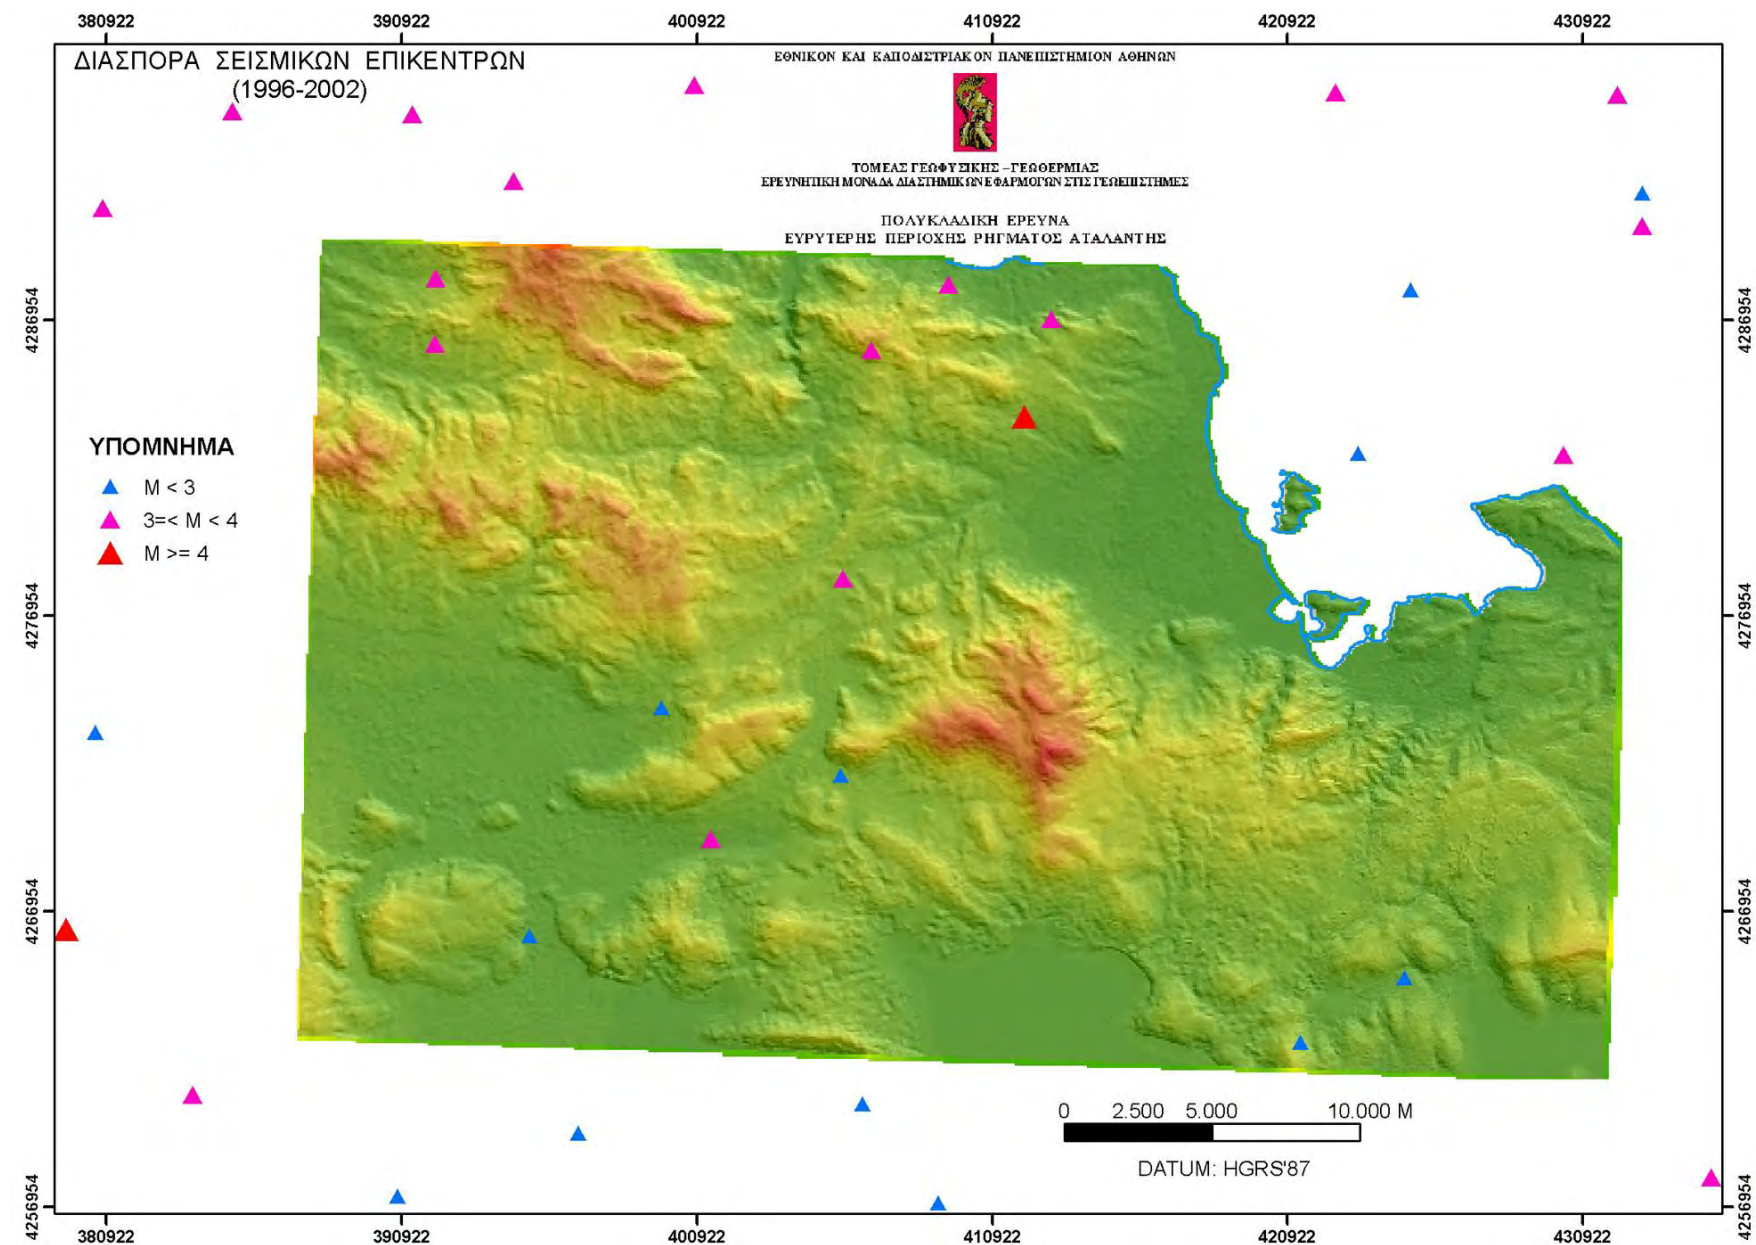 380922 390922 400922 410922 420922 430922
ΔΙΑΣΠΟΡΑ ΣΕΙΣΜΙΚΩΝ ΕΠΙΚΕΝΤΡΩΝ
(1996-2002)
ΕΘΝΙΚΟΝ ΚΑΙ ΚΑΠΟΔΙΣΤΡΙΑΚΟΝ ΠΑΝΕΠΙΣΤΗΜΙΟΝ ΑΘΗΝΩΝ
ΤΟΜΕΑΣ ΓΕΩΦΥΣΙΚΗΣ – ΓΕΩΘΕΡΜΙΑΣ
ΕΡΕΥΝΗΤΙΚΗ ΜΟΝΑΔΑ ΔΙΑΣΤΗΜΙΚΩΝ ΕΦΑΡΜΟΓΩΝ ΣΤΙΣ ΓΕΩΕΠΙΣΤΗΜΕΣ
ΠΟΛΥΚΛΑΔΙΚΗ ΕΡΕΥΝΑ
ΕΥΡΥΤΕΡΗΣ ΠΕΡΙΟΧΗΣ ΡΗΓΜΑΤΟΣ ΑΤΑΛΑΝΤΗΣ
4286954 4286954
ΥΠΟΜΝΗΜΑ
M < 3
3=< M < 4
M >= 4
4276954 4276954
4266954 4266954
0 2.500 5.000 10.000 M
DATUM: HGRS'87
4256954 4256954
380922 390922 400922 410922 420922 430922